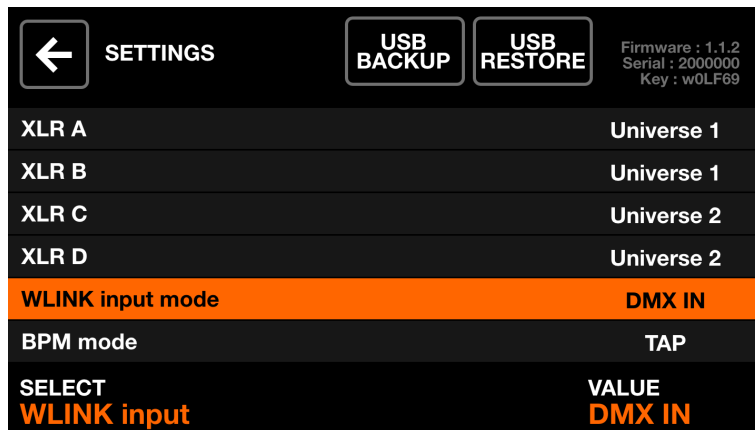 SETTINGS
USB
BACKUP
USB
RESTORE
Firmware : 1.1.2
Serial : 2000000
Key : w0LF69
XLR A Universe 1
XLR B Universe 1
XLR C Universe 2
XLR D Universe 2
WLINK input mode DMX IN
BPM mode TAP
SELECT VALUE
WLINK input DMX IN